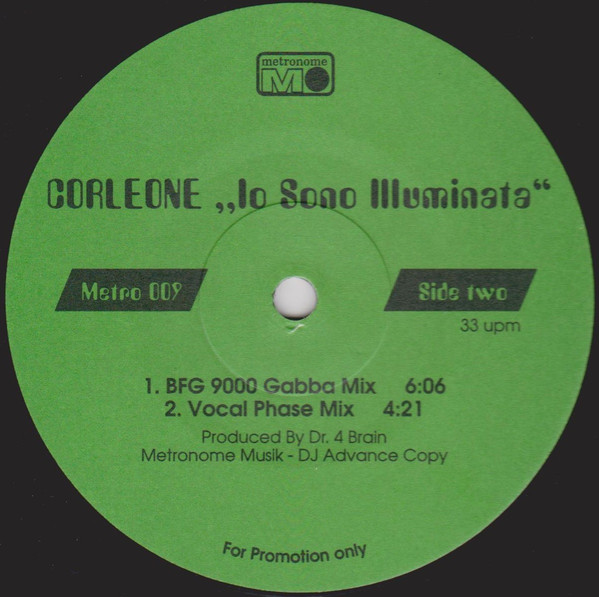 metronome
M
CORLEONE „Io Sono Illuminata“
Metro 009
Side two
33 upm
1. BFG 9000 Gabba Mix 6:06
2. Vocal Phase Mix 4:21
Produced By Dr. 4 Brain
Metronome Musik - DJ Advance Copy
For Promotion only